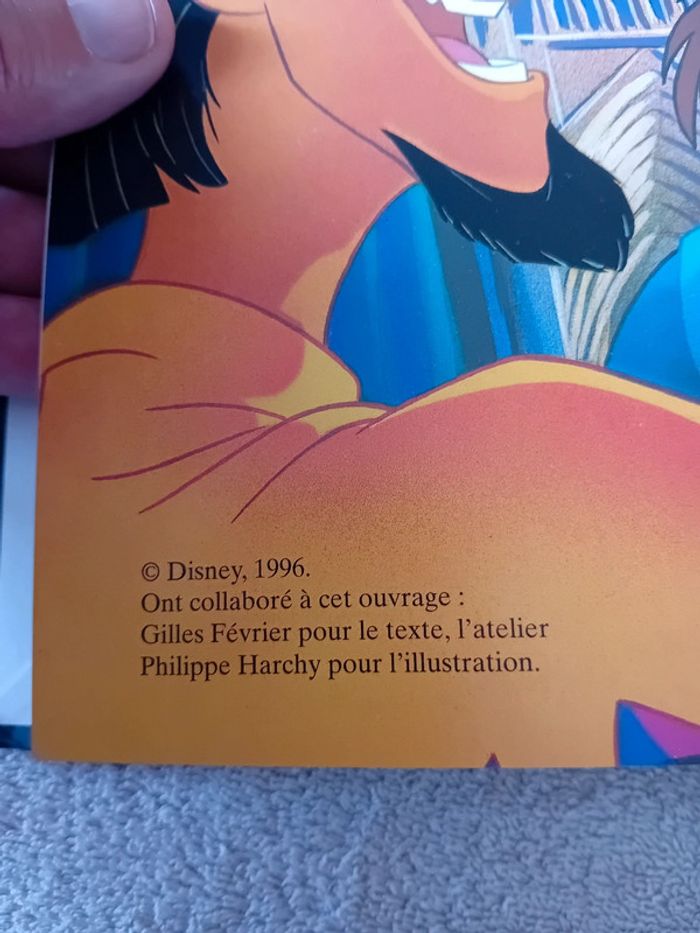 © Disney, 1996.
Ont collaboré à cet ouvrage :
Gilles Février pour le texte, l'atelier
Philippe Harchy pour l'illustration.